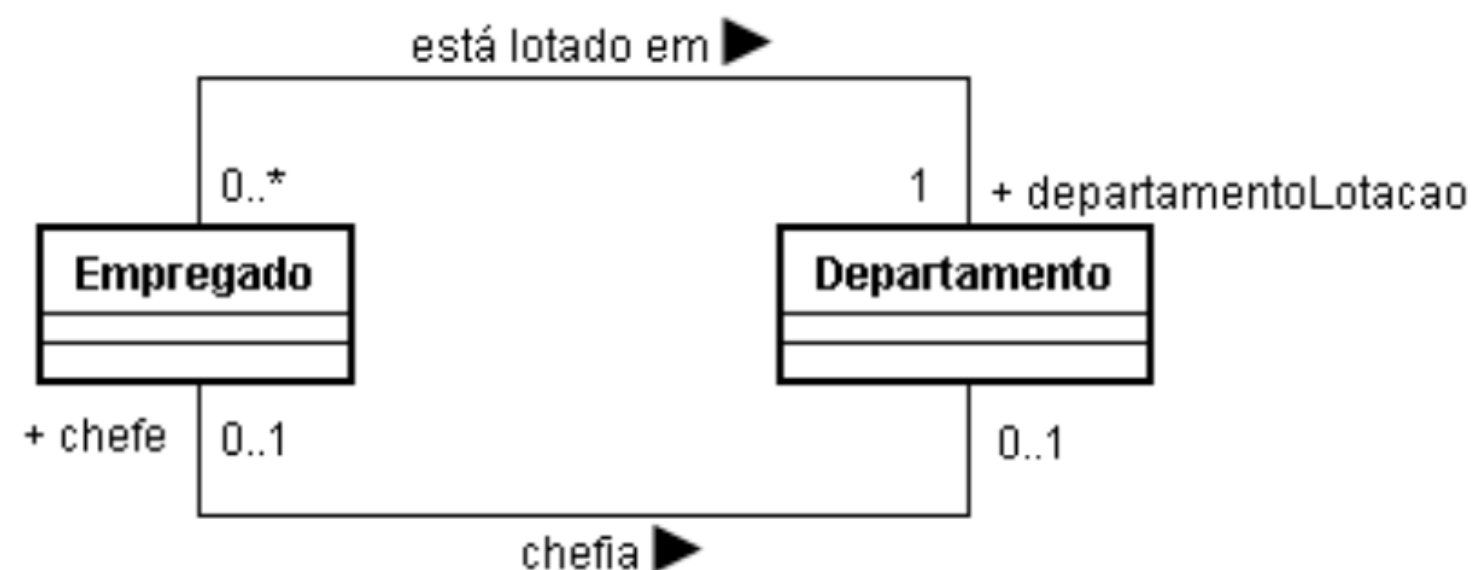 está lotado em
0..*
1
+ departamentoLotacao
Empregado
Departamento
+ chefe
0..1
0..1
chefia